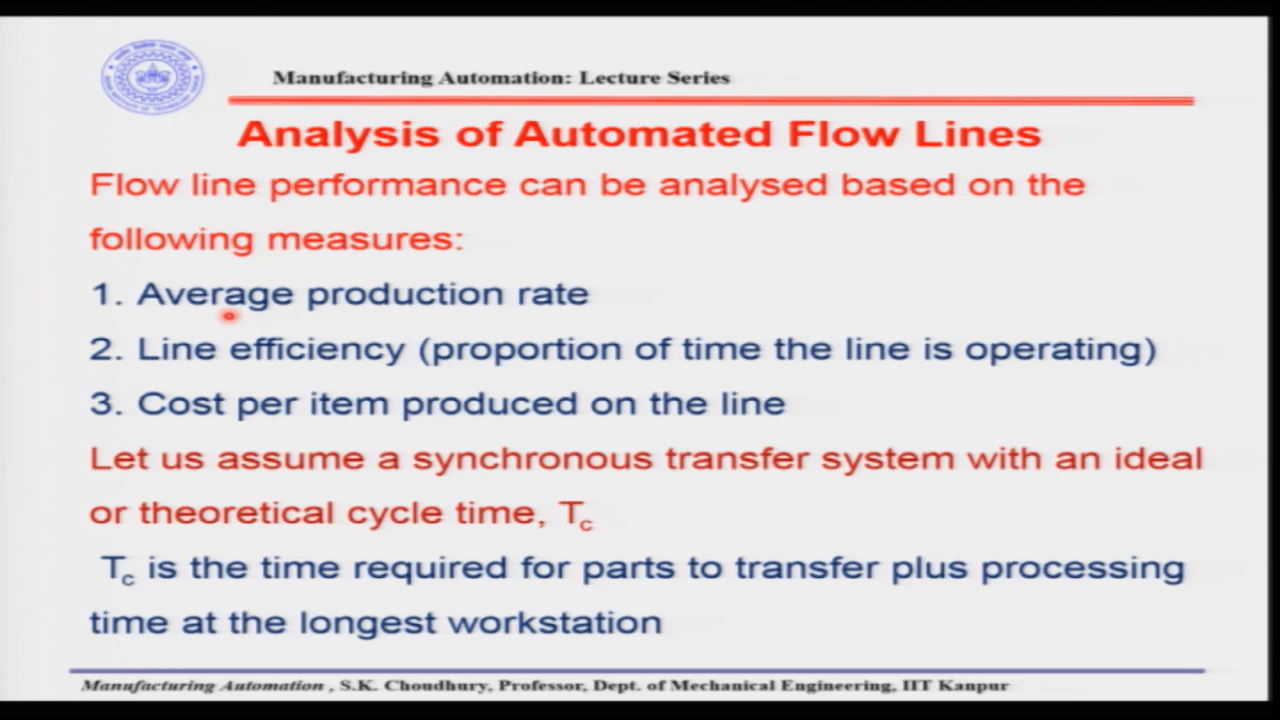 Manufacturing Automation: Lecture Series
Analysis of Automated Flow Lines
Flow line performance can be analysed based on the
following measures:
1. Average production rate
2. Line efficiency (proportion of time the line is operating)
3. Cost per item produced on the line
Let us assume a synchronous transfer system with an ideal
or theoretical cycle time, Tc
Tc is the time required for parts to transfer plus processing
time at the longest workstation
Manufacturing Automation , S.K. Choudhury, Professor, Dept. of Mechanical Engineering, IIT Kanpur